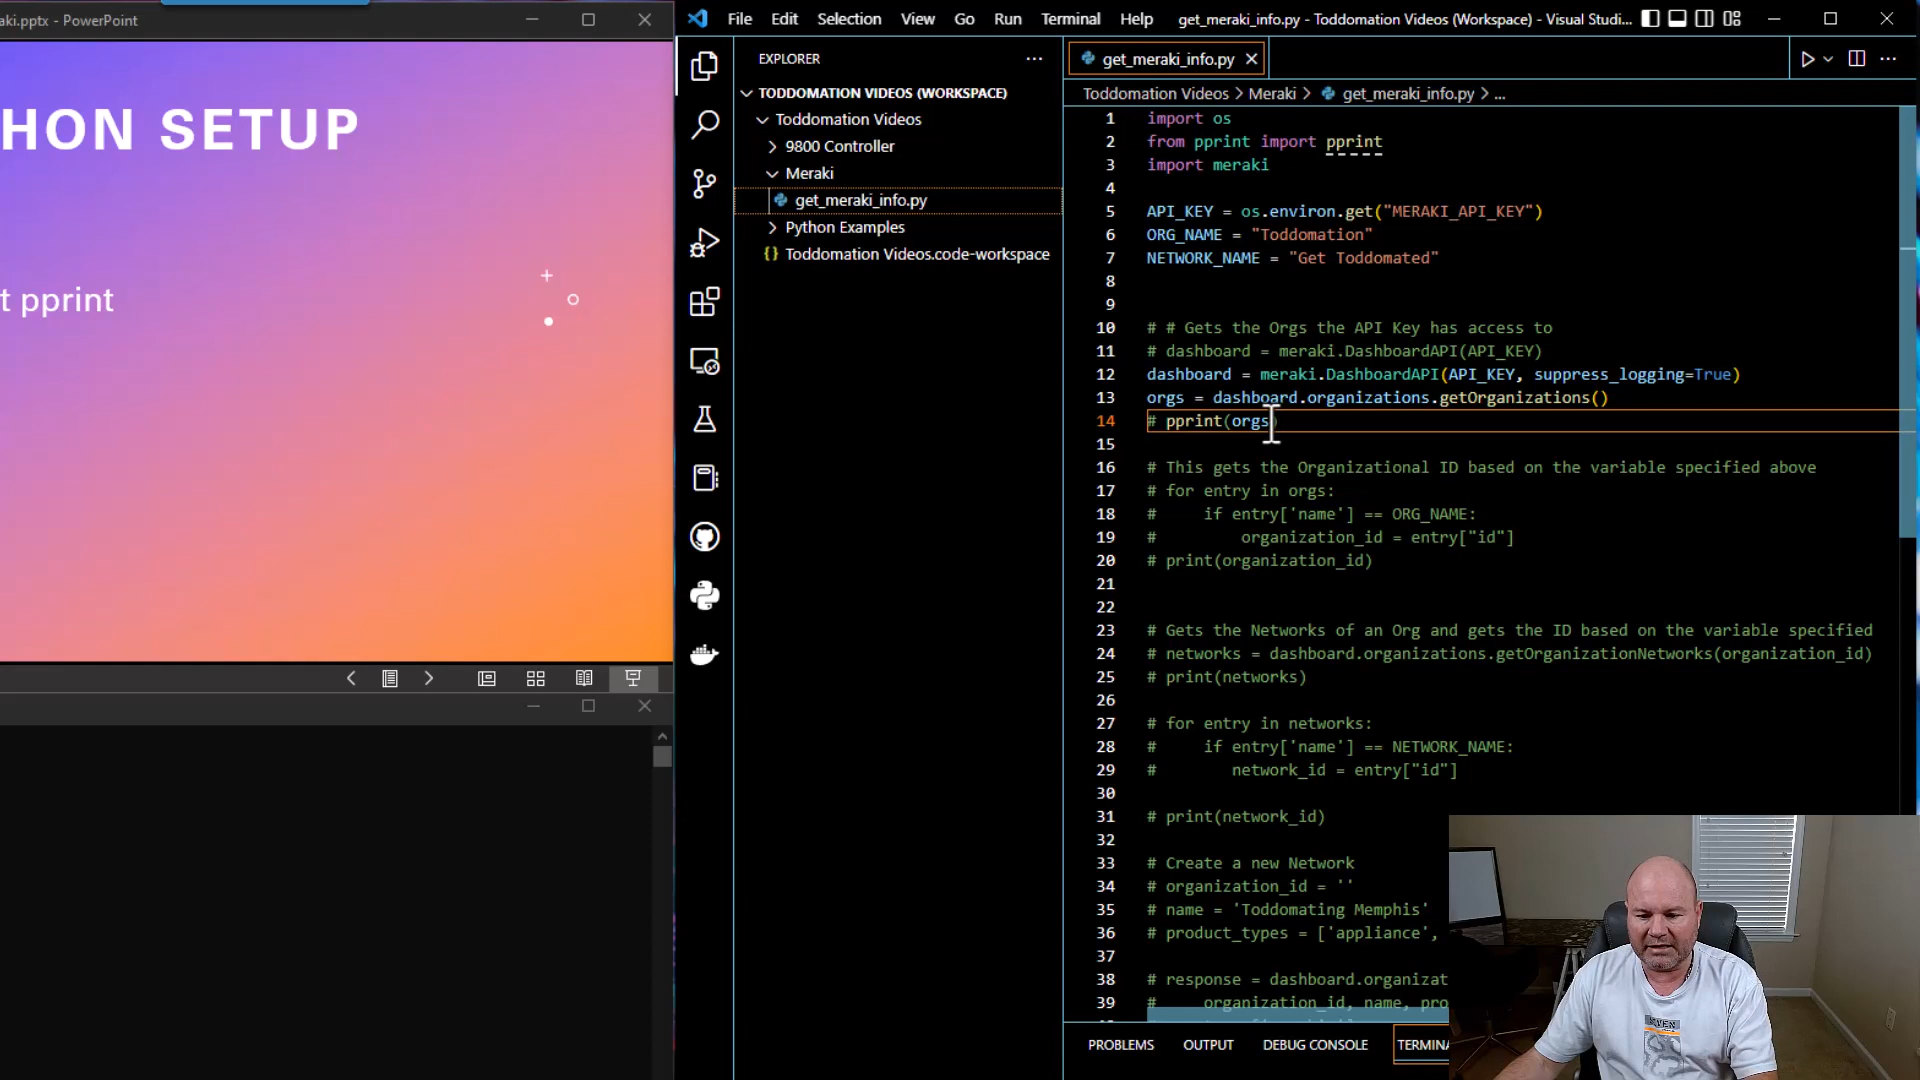 aki.pptx - PowerPoint
HON SETUP
t pprint
File Edit Selection View Go Run Terminal Help get_meraki_info.py - Toddomation Videos (Workspace) - Visual Studi...
EXPLORER
TODDOMATION VIDEOS (WORKSPACE)
Toddomation Videos
9800 Controller
Meraki
get_meraki_info.py
Python Examples
{} Toddomation Videos.code-workspace
get_meraki_info.py
Toddomation Videos > Meraki > get_meraki_info.py > ...
1 import os
2 from pprint import pprint
3 import meraki
4
5 API_KEY = os.environ.get("MERAKI_API_KEY")
6 ORG_NAME = "Toddomation"
7 NETWORK_NAME = "Get Toddomated"
8
9
10 # # Gets the Orgs the API Key has access to
11 # dashboard = meraki.DashboardAPI(API_KEY)
12 dashboard = meraki.DashboardAPI(API_KEY, suppress_logging=True)
13 orgs = dashboard.organizations.getOrganizations()
14 # pprint(orgs)
15
16 # This gets the Organizational ID based on the variable specified above
17 # for entry in orgs:
18 #     if entry['name'] == ORG_NAME:
19 #         organization_id = entry["id"]
20 # print(organization_id)
21
22
23 # Gets the Networks of an Org and gets the ID based on the variable specified
24 # networks = dashboard.organizations.getOrganizationNetworks(organization_id)
25 # print(networks)
26
27 # for entry in networks:
28 #     if entry['name'] == NETWORK_NAME:
29 #        network_id = entry["id"]
30
31 # print(network_id)
32
33 # Create a new Network
34 # organization_id = ''
35 # name = 'Toddomating Memphis'
36 # product_types = ['appliance',
37
38 # response = dashboard.organizat
39 #     organization_id, name, pro
PROBLEMS OUTPUT DEBUG CONSOLE TERMINA